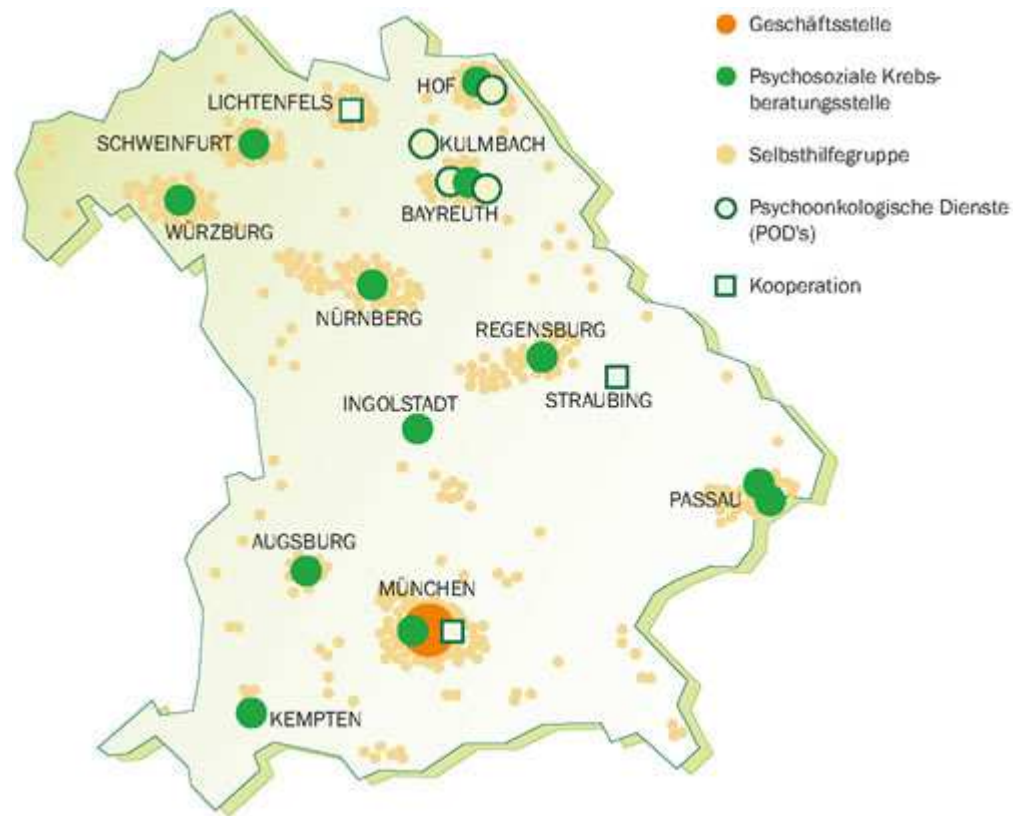 Geschäftsstelle
Psychosoziale Krebs-
beratungsstelle
Selbsthilfegruppe
Psychoonkologische Dienste
(POD's)
Kooperation
HOF
LICHTENFELS
SCHWEINFURT
KULMBACH
BAYREUTH
WÜRZBURG
NÜRNBERG
REGENSBURG
STRAUBING
INGOLSTADT
PASSAU
AUGSBURG
MÜNCHEN
KEMPTEN